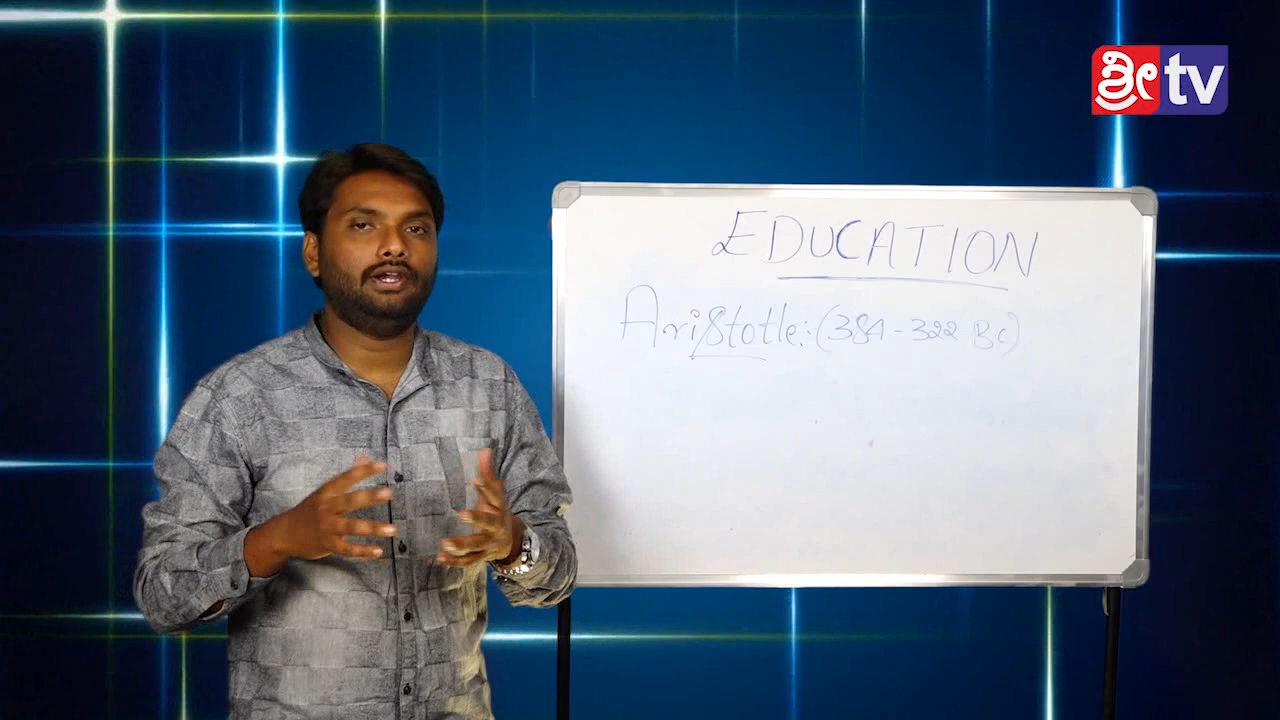 శ్రీ tv
EDUCATION
Aristotle:- (384-322 BC)